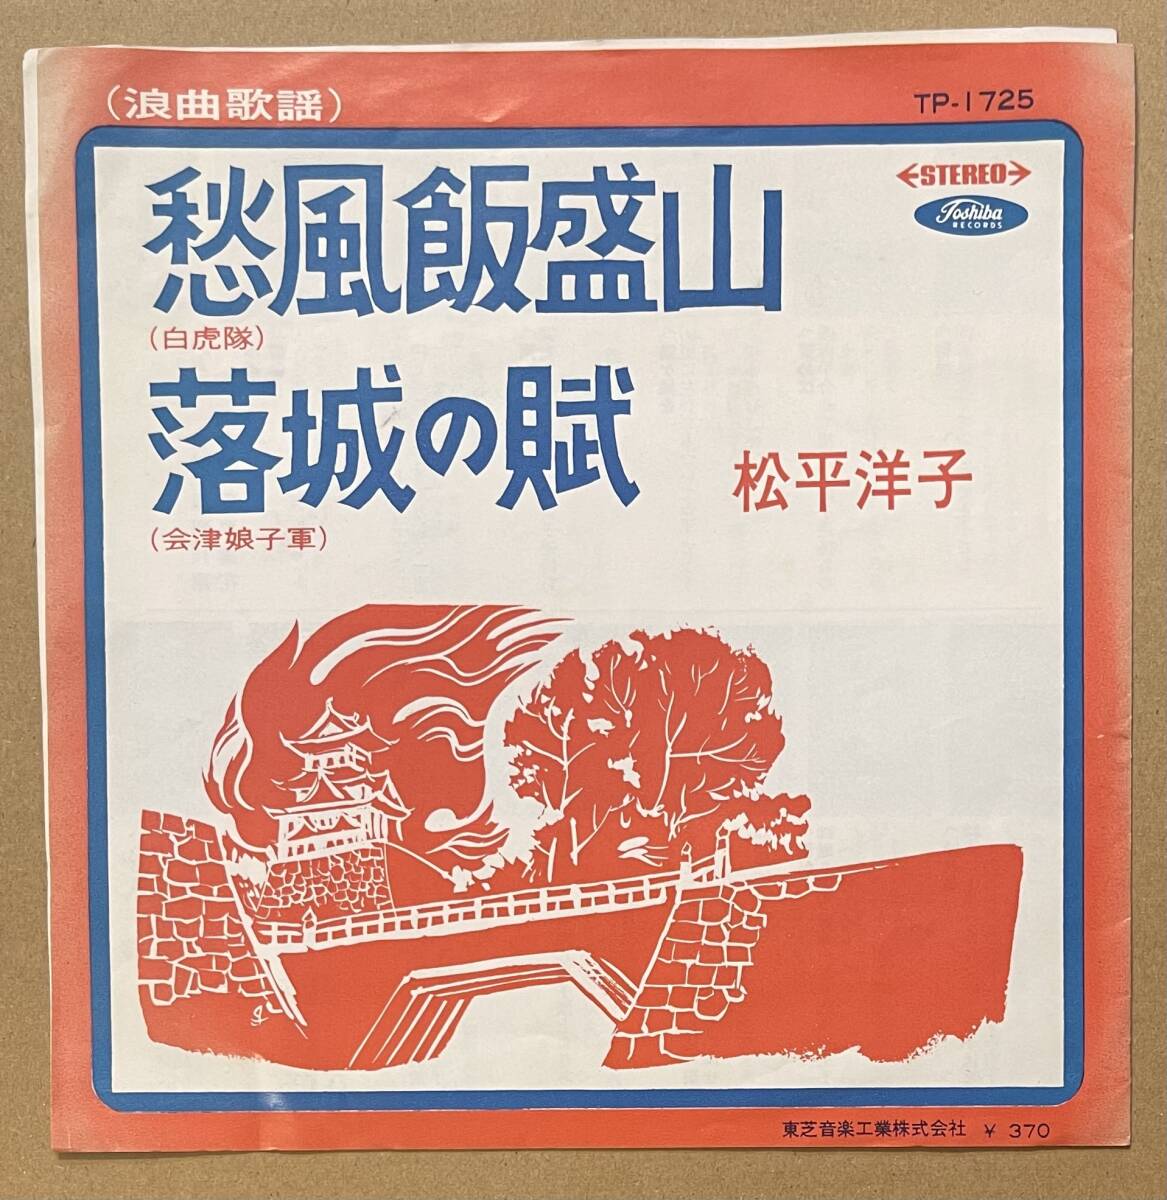 (浪曲歌謡)
TP-1725
愁風飯盛山
(白虎隊)
STEREO
Toshiba
RECORDS
落城の賦
(会津娘子軍)
松平洋子
東芝音楽工業株式会社 ¥ 370